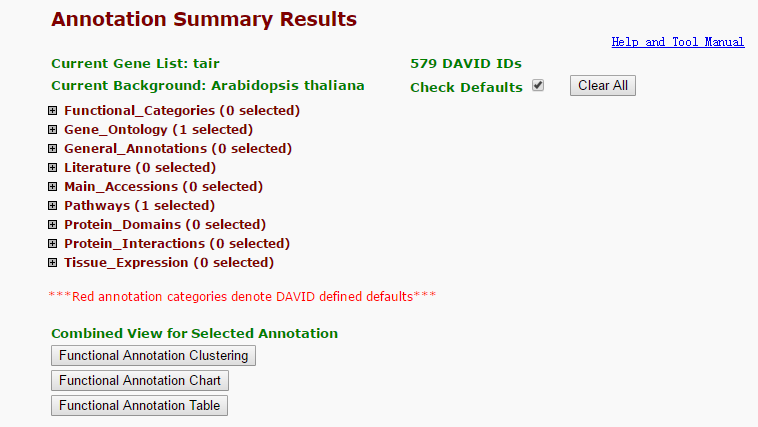 Annotation Summary Results
Help and Tool Manual
Current Gene List: tair
579 DAVID IDs
Current Background: Arabidopsis thaliana
Check Defaults
Clear All
Functional_Categories (0 selected)
Gene_Ontology (1 selected)
General_Annotations (0 selected)
Literature (0 selected)
Main_Accessions (0 selected)
Pathways (1 selected)
Protein_Domains (0 selected)
Protein_Interactions (0 selected)
Tissue_Expression (0 selected)
***Red annotation categories denote DAVID defined defaults***
Combined View for Selected Annotation
Functional Annotation Clustering
Functional Annotation Chart
Functional Annotation Table